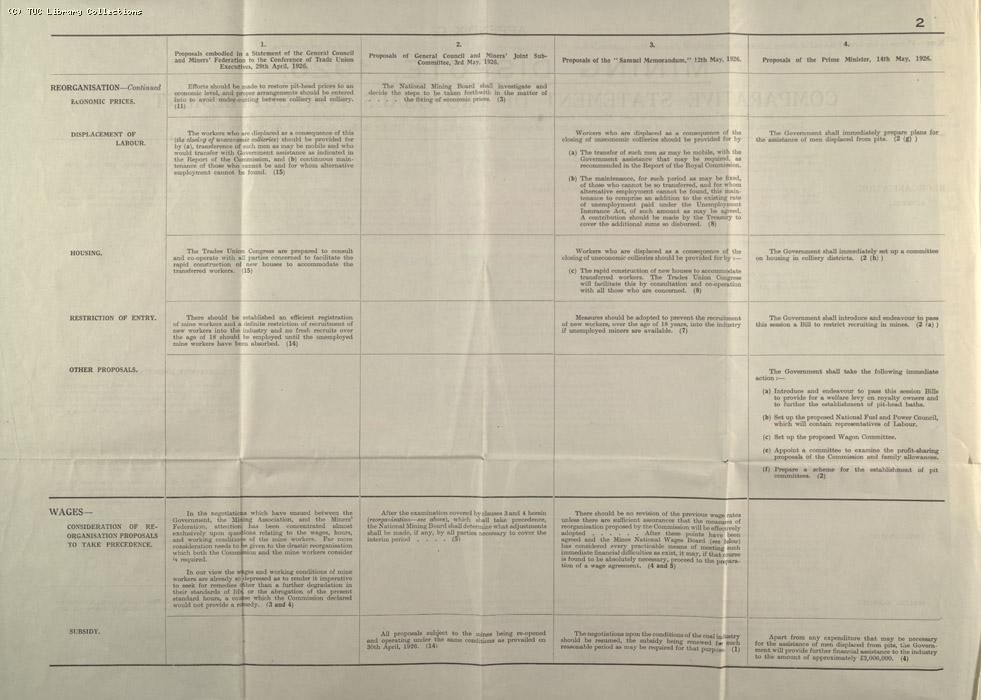 (C) TUC Library Collections
2
1.
Proposals embodied in a Statement of the General Council
and Miners' Federation to the Conference of Trade Union
Executives, 29th April, 1926.
2.
Proposals of General Council and Miners' Joint Sub-
Committee, 3rd May, 1926.
3.
Proposals of the "Samuel Memorandum," 12th May, 1926.
4.
Proposals of the Prime Minister, 14th May, 1926.
REORGANISATION—Continued
ECONOMIC PRICES.
Efforts should be made to restore pit-head prices to an
economic level, and proper arrangements should be entered
into to avoid under-cutting between colliery and colliery.
(11)
The National Mining Board shall investigate and
decide the steps to be taken forthwith in the matter of
. . . . the fixing of economic prices. (3)
DISPLACEMENT OF
LABOUR.
The workers who are displaced as a consequence of this
(the closing of uneconomic collieries) should be provided for
by (a), transference of such men as may be mobile and who
would transfer with Government assistance as indicated in
the Report of the Commission, and (b) continuous main-
tenance of those who cannot be and for whom alternative
employment cannot be found. (15)
Workers who are displaced as a consequence of the
closing of uneconomic collieries should be provided for by
(a) The transfer of such men as may be mobile, with the
Government assistance that may be required, as
recommended in the Report of the Royal Commission.
(b) The maintenance, for such period as may be fixed,
of those who cannot be so transferred, and for whom
alternative employment cannot be found, this main-
tenance to comprise an addition to the existing rate
of unemployment paid under the Unemployment
Insurance Act, of such amount as may be agreed.
A contribution should be made by the Treasury to
cover the additional sums so disbursed. (8)
The Government shall immediately prepare plans for
the assistance of men displaced from pits. (2 (g) )
HOUSING.
The Trades Union Congress are prepared to consult
and co-operate with all parties concerned to facilitate the
rapid construction of new houses to accommodate the
transferred workers. (15)
Workers who are displaced as a consequence of the
closing of uneconomic collieries should be provided for by :—
(c) The rapid construction of new houses to accommodate
transferred workers. The Trades Union Congress
will facilitate this by consultation and co-operation
with all those who are concerned. (8)
The Government shall immediately set up a committee
on housing in colliery districts. (2 (h) )
RESTRICTION OF ENTRY.
There should be established an efficient registration
of mine workers and a definite restriction of recruitment of
new workers into the industry and no fresh recruits over
the age of 18 should be employed until the unemployed
mine workers have been absorbed. (14)
Measures should be adopted to prevent the recruitment
of new workers, over the age of 18 years, into the industry
if unemployed miners are available. (7)
The Government shall introduce and endeavour to pass
this session a Bill to restrict recruiting in mines. (2 (a) )
OTHER PROPOSALS.
The Government shall take the following immediate
action :—
(a) Introduce and endeavour to pass this session Bills
to provide for a welfare levy on royalty owners and
to further the establishment of pit-head baths.
(b) Set up the proposed National Fuel and Power Council,
which will contain representatives of Labour.
(c) Set up the proposed Wagon Committee.
(e) Appoint a committee to examine the profit-sharing
proposals of the Commission and family allowances.
(f) Prepare a scheme for the establishment of pit
committees. (2)
WAGES—
CONSIDERATION OF RE-
ORGANISATION PROPOSALS
TO TAKE PRECEDENCE.
In the negotiations which have ensued between the
Government, the Mining Association, and the Miners'
Federation, attention has been concentrated almost
exclusively upon questions relating to the wages, hours,
and working conditions of the mine workers. Far more
consideration needs to be given to the drastic reorganisation
which both the Commission and the mine workers consider
is required.
In our view the wages and working conditions of mine
workers are already so depressed as to render it imperative
to seek for remedies other than a further degradation in
their standards of life, or the abrogation of the present
standard hours, a course which the Commission declared
would not provide a remedy. (3 and 4)
After the examination covered by clauses 3 and 4 herein
(reorganisation—see above), which shall take precedence,
the National Mining Board shall determine what adjustments
shall be made, if any, by all parties necessary to cover the
interim period . . . . (5)
There should be no revision of the previous wage rates
unless there are sufficient assurances that the measures of
reorganisation proposed by the Commission will be effectively
adopted . . . . . . After these points have been
agreed and the Mines National Wages Board (see below)
has considered every practicable means of meeting such
immediate financial difficulties as exist, it may, if that course
is found to be absolutely necessary, proceed to the prepara-
tion of a wage agreement. (4 and 5)
SUBSIDY.
All proposals subject to the mines being re-opened
and operating under the same conditions as prevailed on
30th April, 1926. (14)
The negotiations upon the conditions of the coal industry
should be resumed, the subsidy being renewed for such
reasonable period as may be required for that purpose (1)
Apart from any expenditure that may be necessary
for the assistance of men displaced from pits, the Govern-
ment will provide further financial assistance to the industry
to the amount of approximately £3,000,000. (4)